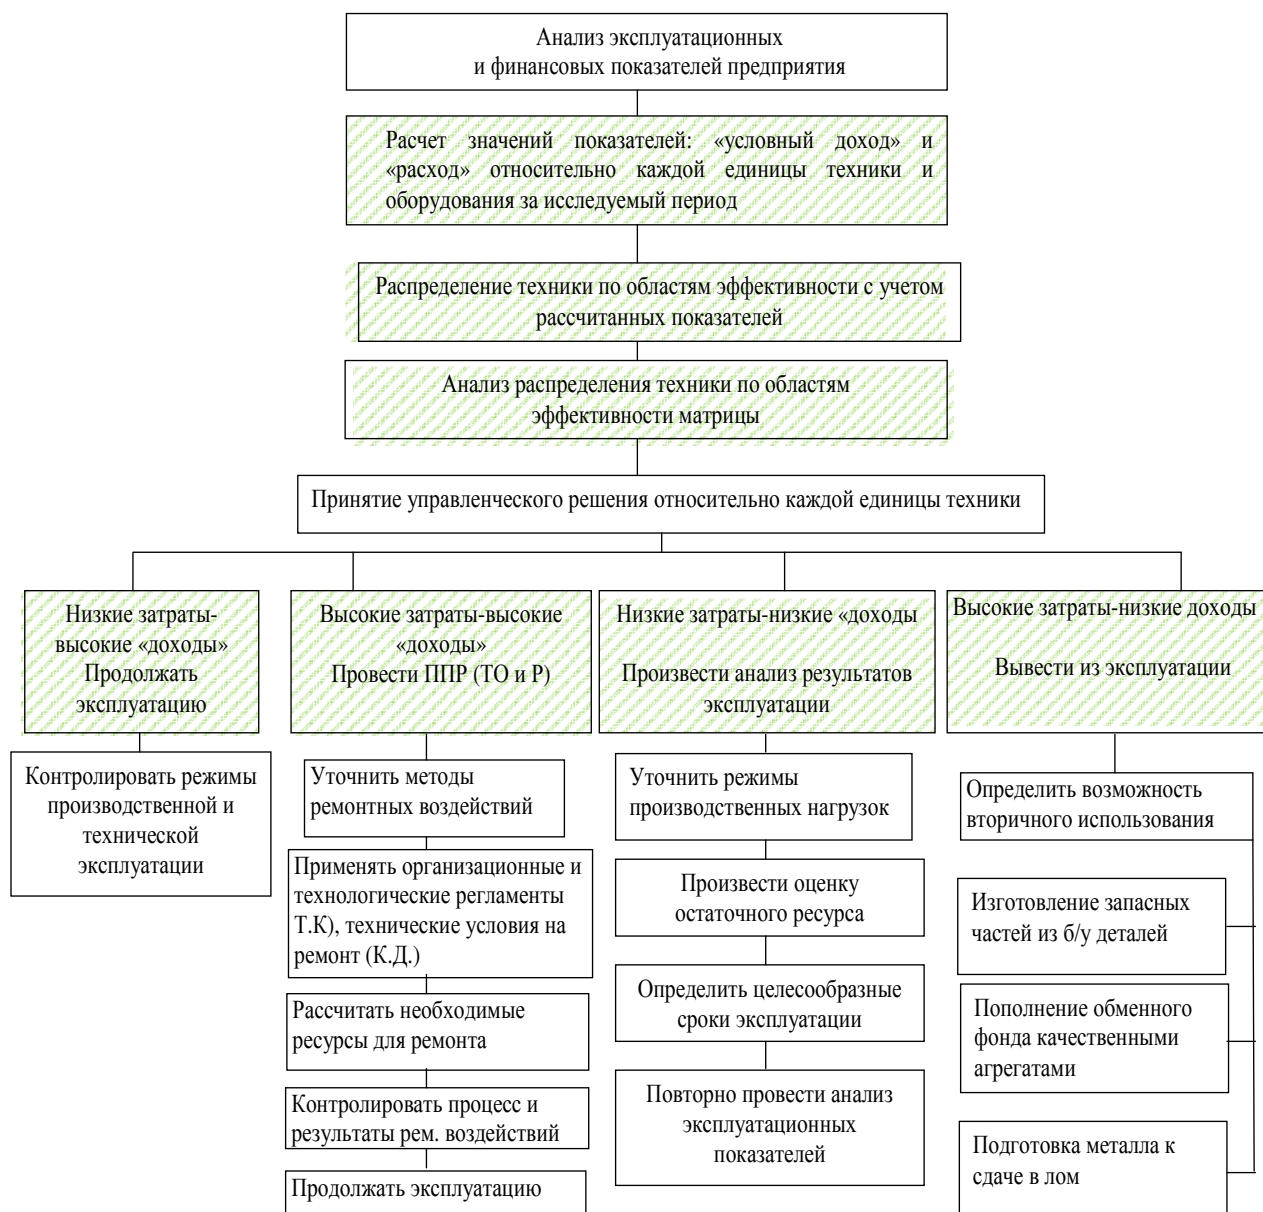 Анализ эксплуатационных
и финансовых показателей предприятия
Расчет значений показателей: «условный доход» и
«расход» относительно каждой единицы техники и
оборудования за исследуемый период
Распределение техники по областям эффективности с учетом
рассчитанных показателей
Анализ распределения техники по областям
эффективности матрицы
Принятие управленческого решения относительно каждой единицы техники
Низкие затраты-
высокие «доходы»
Продолжать
эксплуатацию
Контролировать режимы
производственной и
технической
эксплуатации
Высокие затраты-высокие
«доходы»
Провести ППР (ТО и Р)
Уточнить методы
ремонтных воздействий
Применять организационные и
технологические регламенты
Т.К), технические условия на
ремонт (К.Д.)
Рассчитать необходимые
ресурсы для ремонта
Контролировать процесс и
результаты рем. воздействий
Продолжать эксплуатацию
Низкие затраты-низкие «доходы
Произвести анализ результатов
эксплуатации
Уточнить режимы
производственных нагрузок
Произвести оценку
остаточного ресурса
Определить целесообразные
сроки эксплуатации
Повторно провести анализ
эксплуатационных
показателей
Высокие затраты-низкие доходы
Вывести из эксплуатации
Определить возможность
вторичного использования
Изготовление запасных
частей из б/у деталей
Пополнение обменного
фонда качественными
агрегатами
Подготовка металла к
сдаче в лом